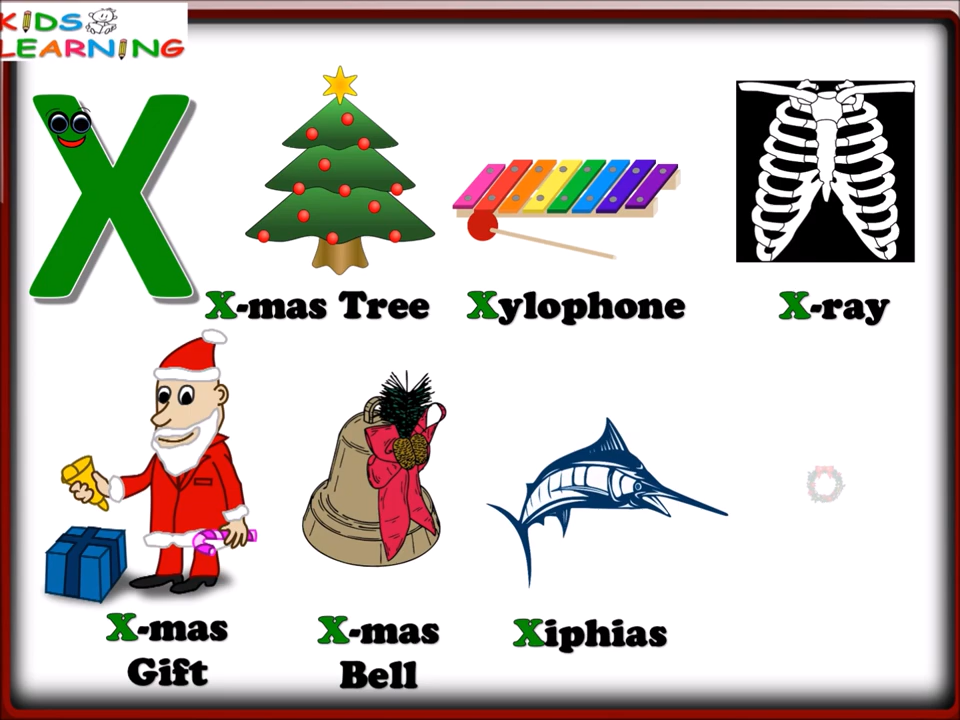 KIDS
LEARNING
X
X-mas Tree
Xylophone
X-ray
X-mas
Gift
X-mas
Bell
Xiphias